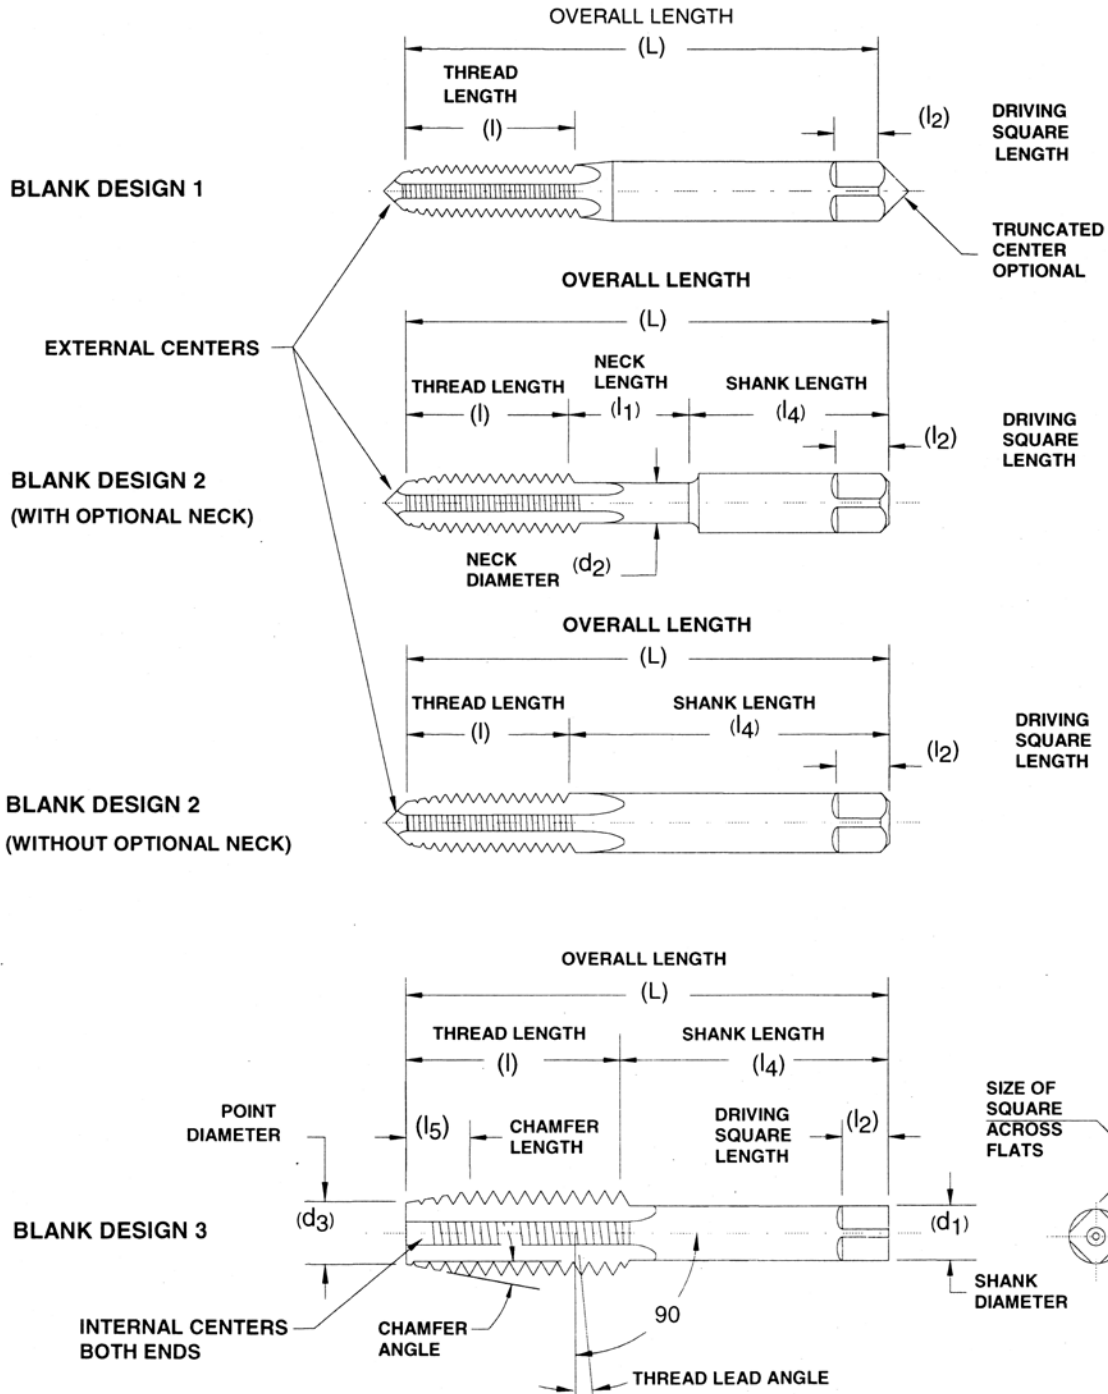 OVERALL LENGTH
(L)
THREAD
LENGTH
(l)
(l2)
DRIVING
SQUARE
LENGTH
BLANK DESIGN 1
TRUNCATED
CENTER
OPTIONAL
OVERALL LENGTH
(L)
EXTERNAL CENTERS
THREAD LENGTH
(l)
NECK
LENGTH
(l1)
SHANK LENGTH
(l4)
(l2)
DRIVING
SQUARE
LENGTH
BLANK DESIGN 2
(WITH OPTIONAL NECK)
NECK
DIAMETER
(d2)
OVERALL LENGTH
(L)
THREAD LENGTH
(l)
SHANK LENGTH
(l4)
(l2)
DRIVING
SQUARE
LENGTH
BLANK DESIGN 2
(WITHOUT OPTIONAL NECK)
OVERALL LENGTH
(L)
THREAD LENGTH
(l)
SHANK LENGTH
(l4)
POINT
DIAMETER
(l5)
CHAMFER
LENGTH
DRIVING
SQUARE
LENGTH
(l2)
SIZE OF
SQUARE
ACROSS
FLATS
BLANK DESIGN 3
(d3)
(d1)
INTERNAL CENTERS
BOTH ENDS
CHAMFER
ANGLE
90
SHANK
DIAMETER
THREAD LEAD ANGLE